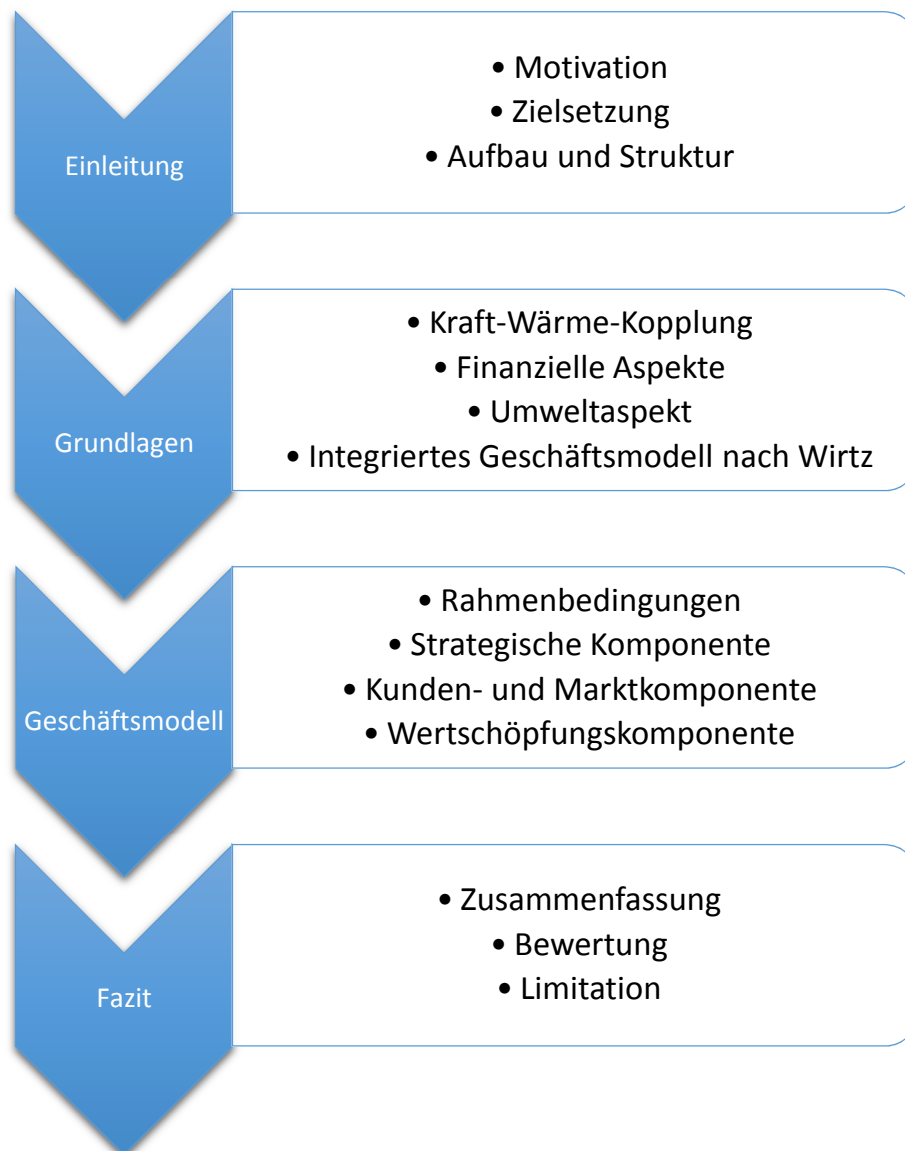 Einleitung
• Motivation
• Zielsetzung
• Aufbau und Struktur
Grundlagen
• Kraft-Wärme-Kopplung
• Finanzielle Aspekte
• Umweltaspekt
• Integriertes Geschäftsmodell nach Wirtz
Geschäftsmodell
• Rahmenbedingungen
• Strategische Komponente
• Kunden- und Marktkomponente
• Wertschöpfungskomponente
Fazit
• Zusammenfassung
• Bewertung
• Limitation